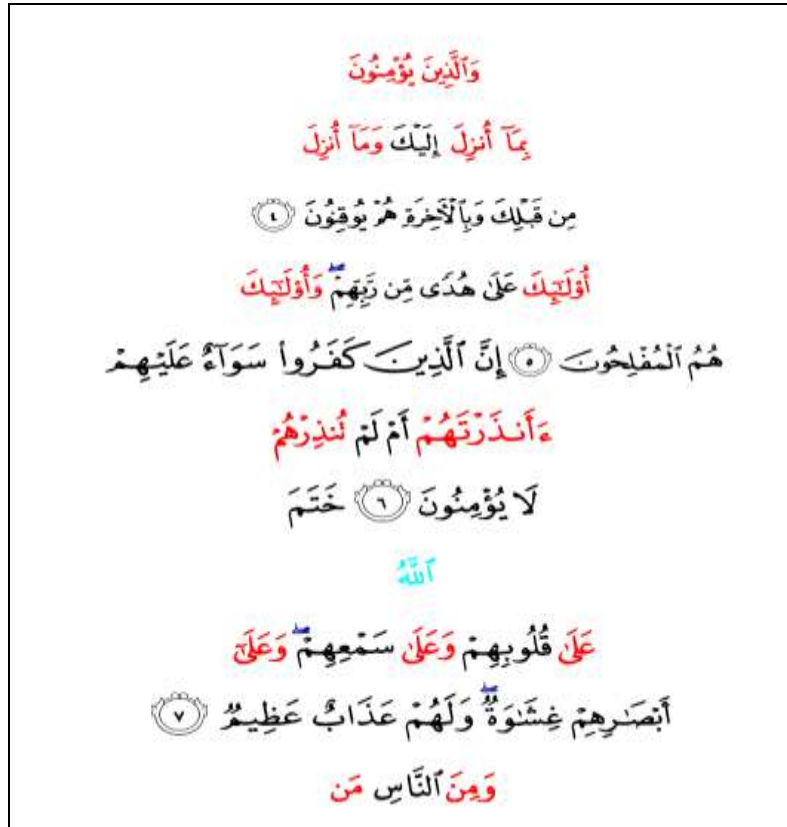 وَٱلَّذِينَ يُؤْمِنُونَ
بِمَآ أُنزِلَ إِلَيْكَ وَمَآ أُنزِلَ
مِن قَبْلِكَ وَبِٱلْأَخِرَةِ هُمْ يُوقِنُونَ ٤
أُو۟لَـٰٓئِكَ عَلَىٰ هُدًى مِّن رَّبِّهِمْ ۖ وَأُو۟لَـٰٓئِكَ
هُمُ ٱلْمُفْلِحُونَ ٥ إِنَّ ٱلَّذِينَ كَفَرُوا۟ سَوَآءٌ عَلَيْهِمْ
ءَأَنذَرْتَهُمْ أَمْ لَمْ تُنذِرْهُمْ
لَا يُؤْمِنُونَ ٦ خَتَمَ
ٱللَّهُ
عَلَىٰ قُلُوبِهِمْ وَعَلَىٰ سَمْعِهِمْ ۖ وَعَلَىٰٓ
أَبْصَـٰرِهِمْ غِشَـٰوَةٌ ۖ وَلَهُمْ عَذَابٌ عَظِيمٌ ٧
وَمِنَ ٱلنَّاسِ مَن